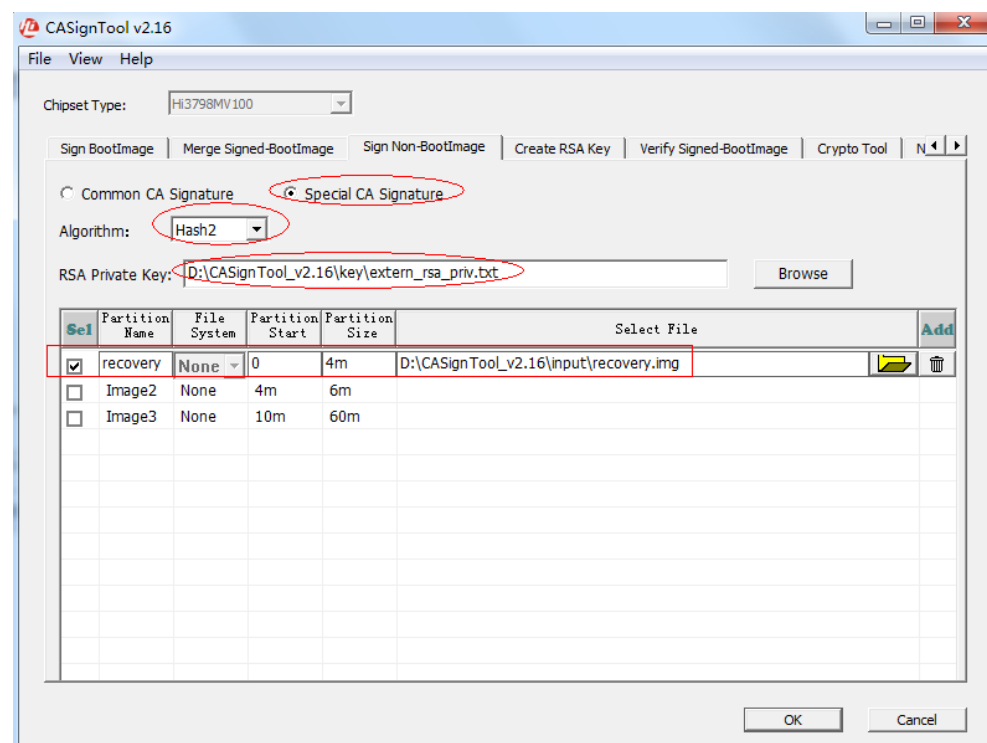 CASignTool v2.16
File View Help
Chipset Type: Hi3798MV100
Sign BootImage Merge Signed-BootImage Sign Non-BootImage Create RSA Key Verify Signed-BootImage Crypto Tool N
Common CA Signature Special CA Signature
Algorithm: Hash2
RSA Private Key: D:\CASignTool_v2.16\key\extern_rsa_priv.txt Browse
Sel Partition Name File System Partition Start Partition Size Select File Add
recovery None 0 4m D:\CASignTool_v2.16\input\recovery.img
Image2 None 4m 6m
Image3 None 10m 60m
OK Cancel